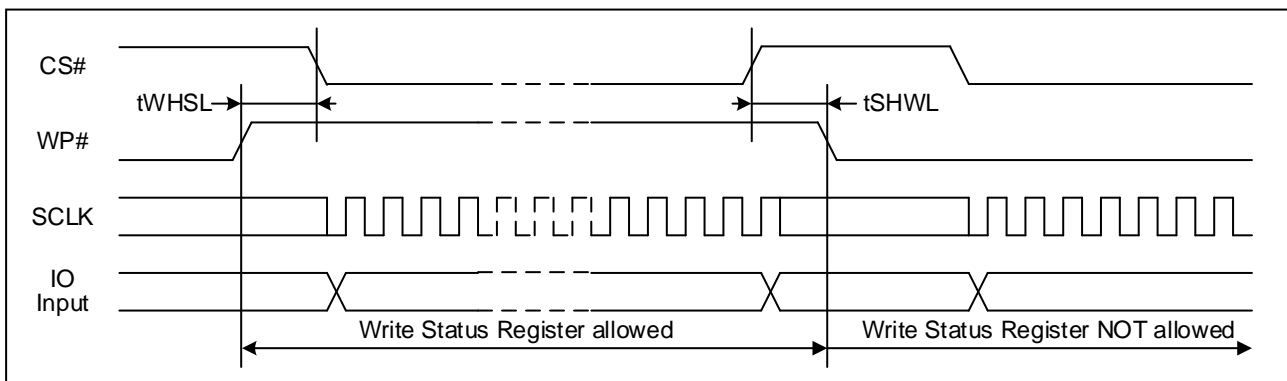 CS#
tWHSL
tSHWL
WP#
SCLK
IO
Input
Write Status Register allowed
Write Status Register NOT allowed